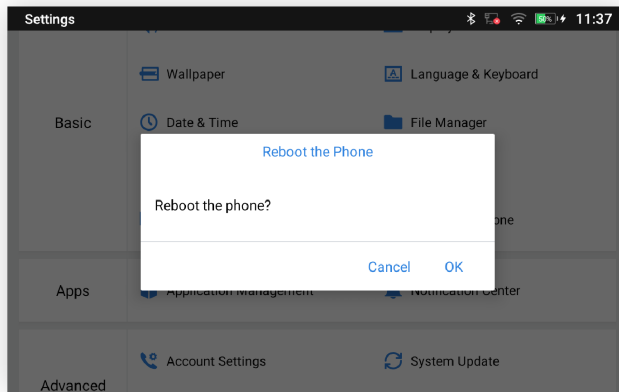 Settings 50% 11:37
Wallpaper Language & Keyboard
Basic Date & Time File Manager
Reboot the Phone
Reboot the phone?
Cancel OK
Apps Application Management Notification Center
Account Settings System Update
Advanced